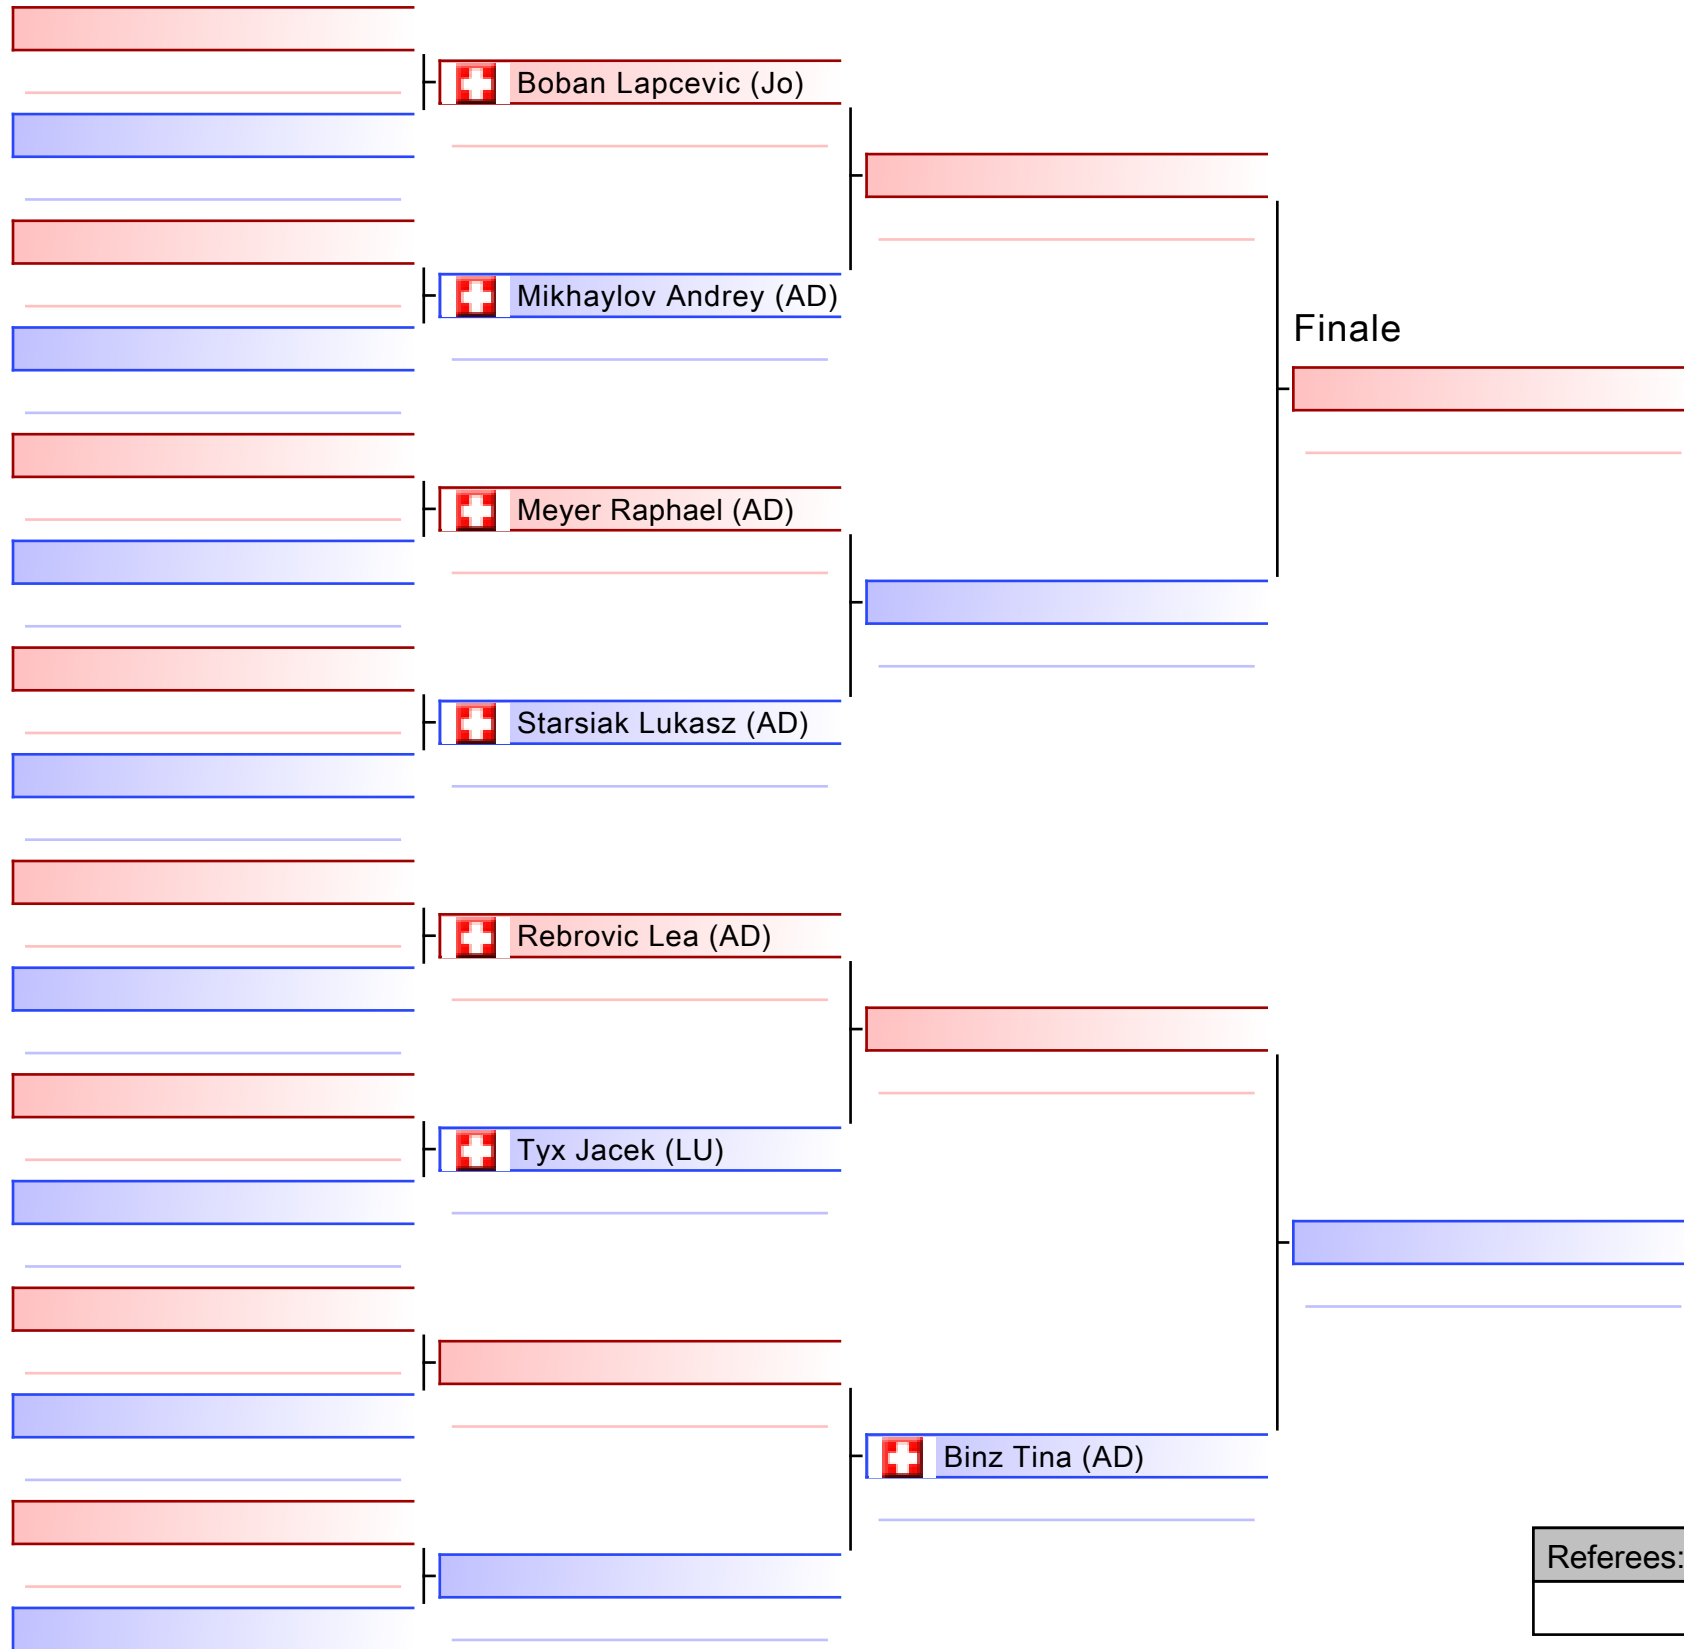 Boban Lapcevic (Jo)
Mikhaylov Andrey (AD)
Finale
Meyer Raphael (AD)
Starsiak Lukasz (AD)
Rebrovic Lea (AD)
Tyx Jacek (LU)
Binz Tina (AD)
Referees: